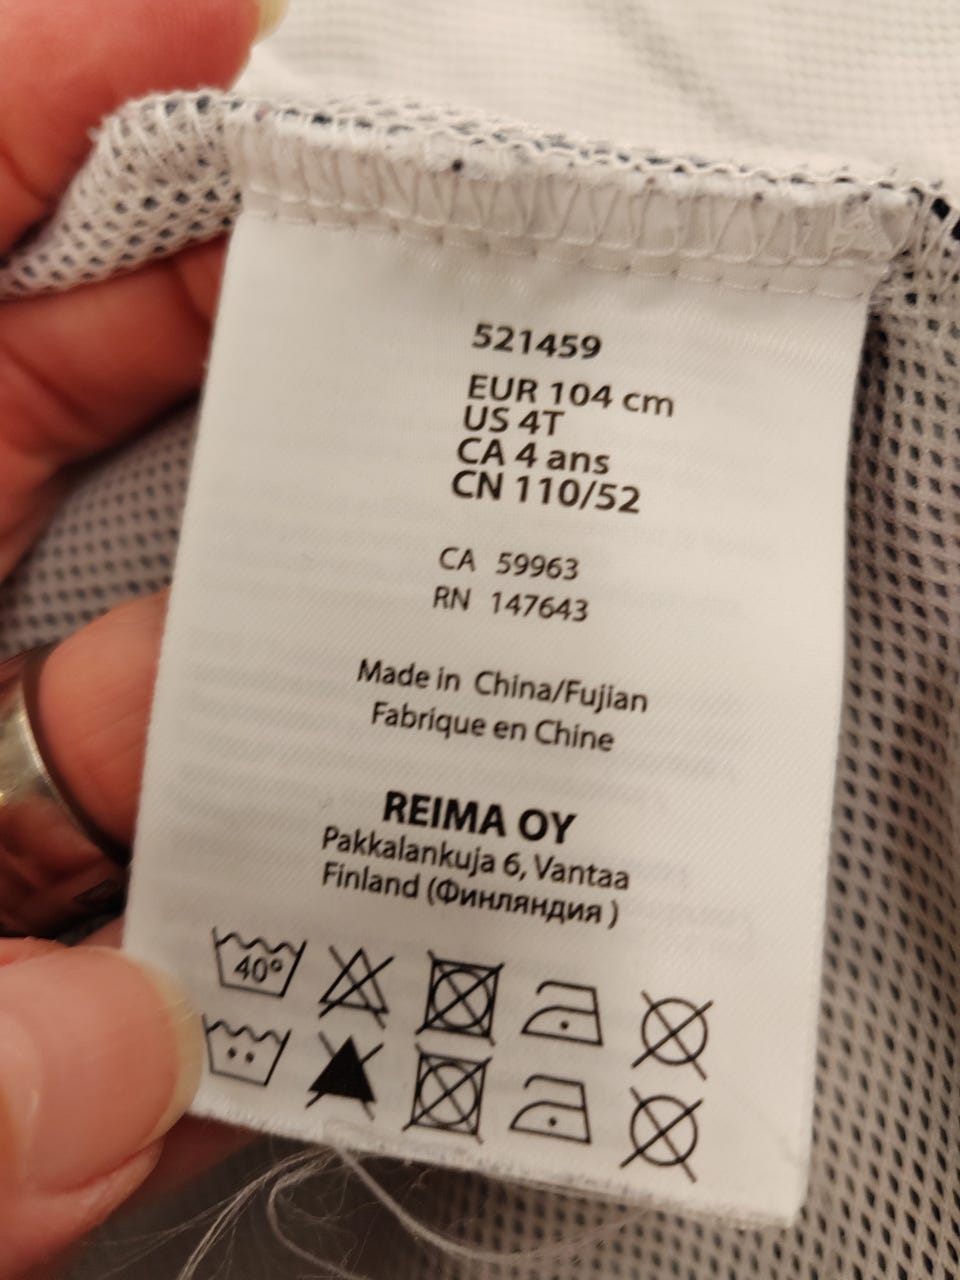 521459
EUR 104 cm
US 4T
CA 4 ans
CN 110/52
CA 59963
RN 147643
Made in China/Fujian
Fabrique en Chine
REIMA OY
Pakkalankuja 6, Vantaa
Finland (Финляндия )
40°